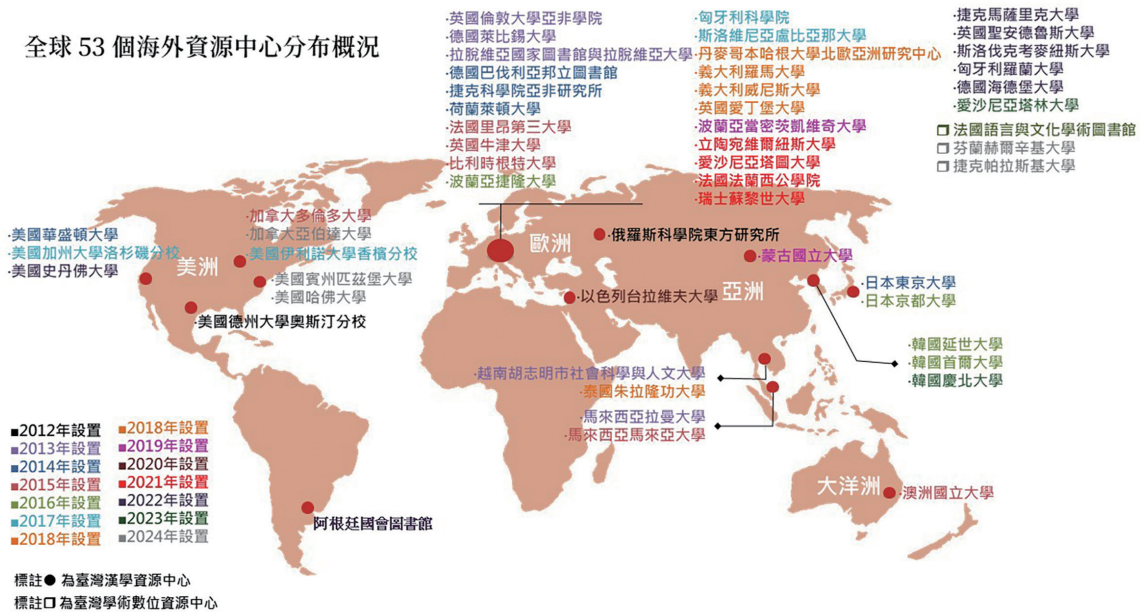 全球 53 個海外資源中心分布概況
·英國倫敦大學亞非學院
·德國萊比錫大學
·拉脫維亞國家圖書館與拉脫維亞大學
·德國巴伐利亞邦立圖書館
·捷克科學院亞非研究所
·荷蘭萊頓大學
·法國里昂第三大學
·英國牛津大學
·比利時根特大學
·波蘭亞捷隆大學
·匈牙利科學院
·斯洛維尼亞盧比亞那大學
·丹麥哥本哈根大學北歐亞洲研究中心
·義大利羅馬大學
·義大利威尼斯大學
·英國愛丁堡大學
·波蘭亞當密茨凱維奇大學
·立陶宛維爾紐斯大學
·愛沙尼亞塔圖大學
·法國法蘭西公學院
·瑞士蘇黎世大學
·捷克馬薩里克大學
·英國聖安德魯斯大學
·斯洛伐克考麥紐斯大學
·匈牙利羅蘭大學
·德國海德堡大學
·愛沙尼亞塔林大學
❒法國語言與文化學術圖書館
❒芬蘭赫爾辛基大學
❒捷克帕拉斯基大學
·加拿大多倫多大學
·加拿大亞伯達大學
·美國華盛頓大學
·美國加州大學洛杉磯分校
·美國史丹佛大學
·美國伊利諾大學香檳分校
美洲
·美國賓州匹茲堡大學
·美國哈佛大學
·美國德州大學奧斯汀分校
歐洲
·俄羅斯科學院東方研究所
·蒙古國立大學
亞洲
·以色列台拉維夫大學
·日本東京大學
·日本京都大學
·韓國延世大學
·韓國首爾大學
·韓國慶北大學
·越南胡志明市社會科學與人文大學
·泰國朱拉隆功大學
·馬來西亞拉曼大學
·馬來西亞馬來亞大學
大洋洲
·澳洲國立大學
阿根廷國會圖書館
■2012年設置
■2013年設置
■2014年設置
■2015年設置
■2016年設置
■2017年設置
■2018年設置
■2018年設置
■2019年設置
■2020年設置
■2021年設置
■2022年設置
■2023年設置
■2024年設置
標註● 為臺灣漢學資源中心
標註❒ 為臺灣學術數位資源中心